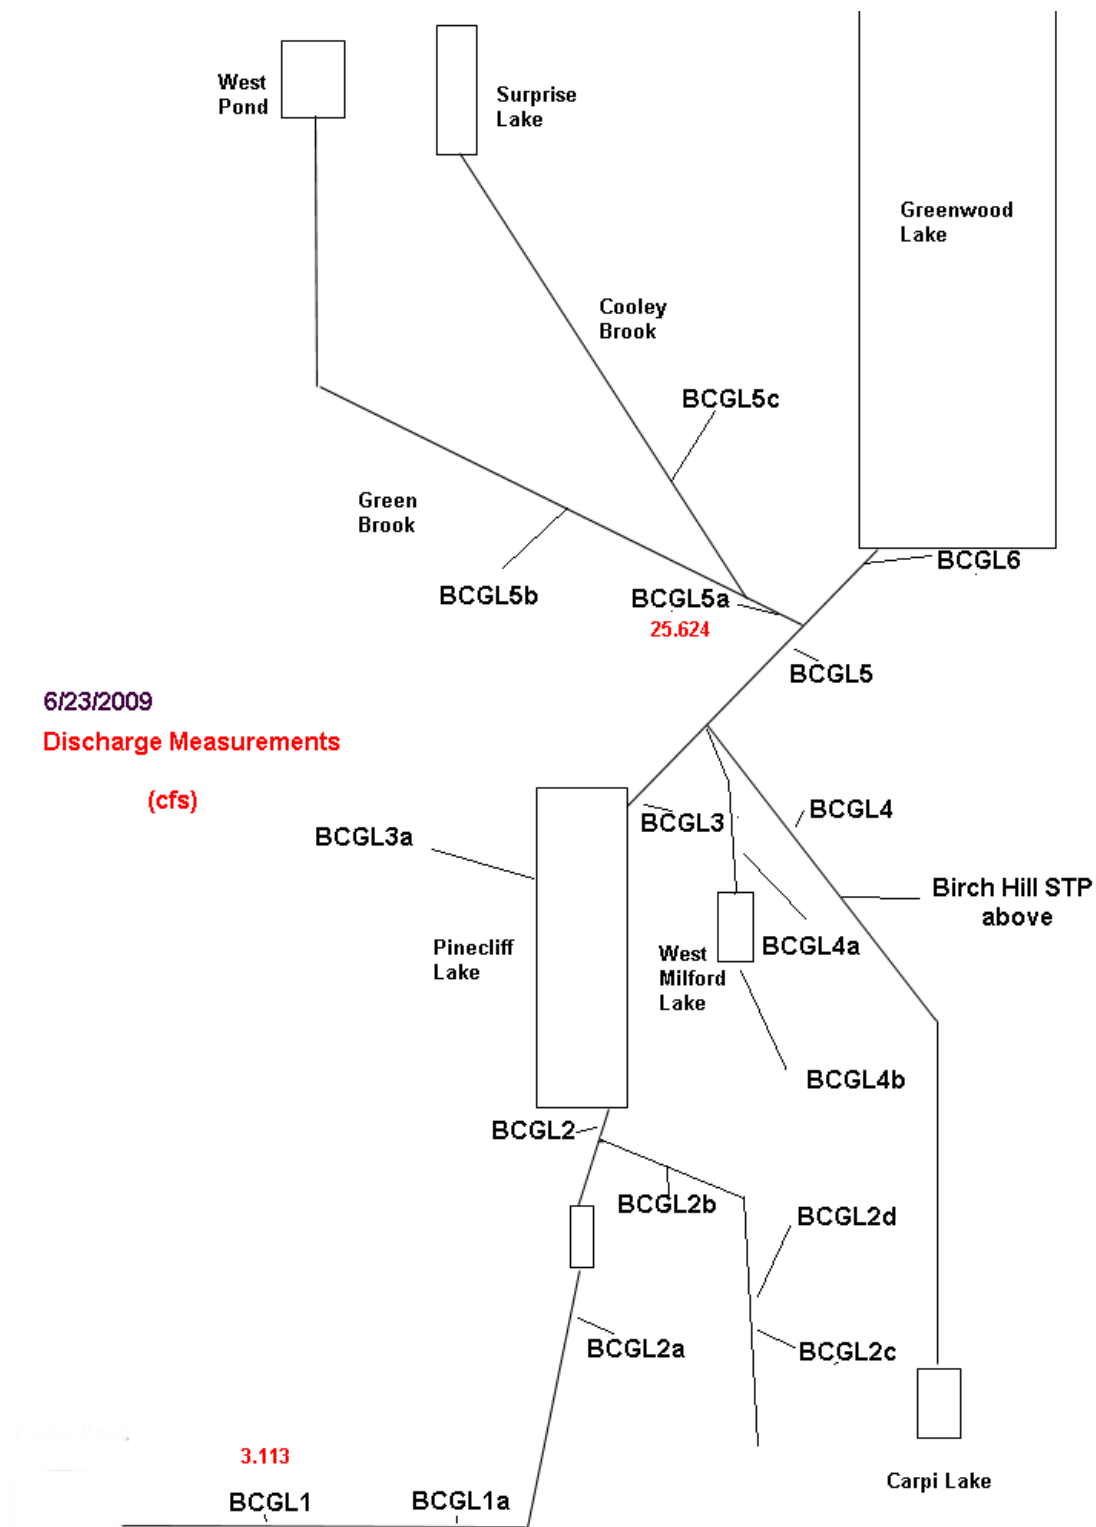 West
Pond
Surprise
Lake
Greenwood
Lake
Cooley
Brook
BCGL5c
Green
Brook
BCGL6
BCGL5b
BCGL5a
25.624
BCGL5
6/23/2009
Discharge Measurements
(cfs)
BCGL3a
BCGL3
BCGL4
Birch Hill STP
above
Pinecliff
Lake
West
Milford
Lake
BCGL4a
BCGL4b
BCGL2
BCGL2b
BCGL2d
BCGL2a
BCGL2c
3.113
BCGL1
BCGL1a
Carpi Lake